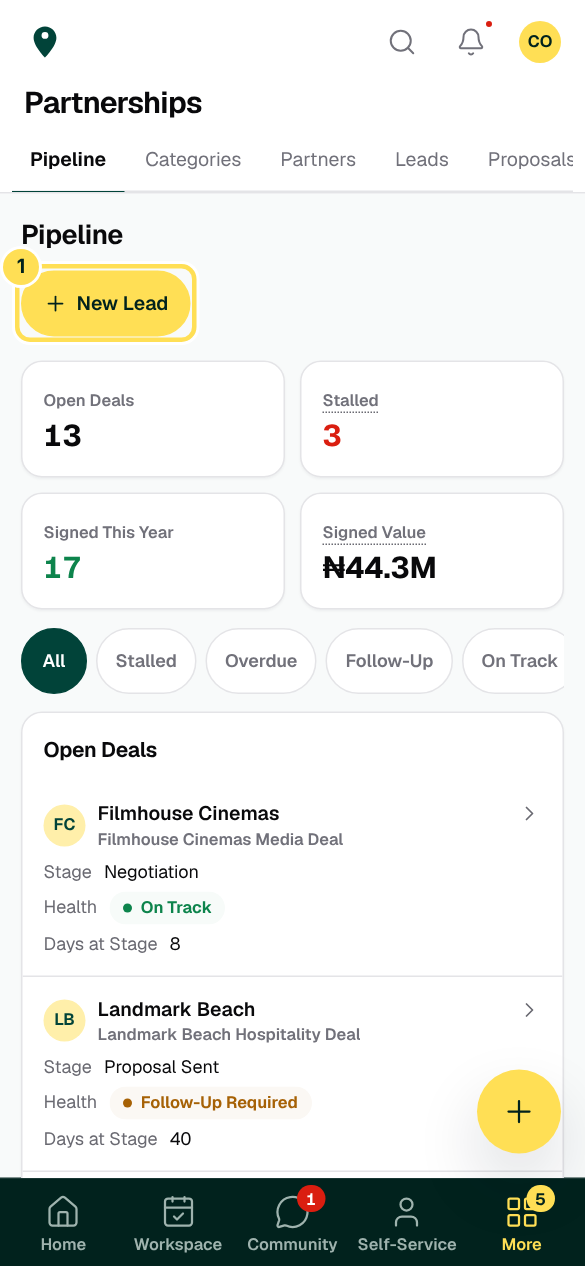 CO
Partnerships
Pipeline Categories Partners Leads Proposals
Pipeline
1
+ New Lead
Open Deals
13
Stalled
3
Signed This Year
17
Signed Value
₦44.3M
All Stalled Overdue Follow-Up On Track
Open Deals
FC
Filmhouse Cinemas
Filmhouse Cinemas Media Deal
Stage Negotiation
Health On Track
Days at Stage 8
LB
Landmark Beach
Landmark Beach Hospitality Deal
Stage Proposal Sent
Health Follow-Up Required
Days at Stage 40
+
1
5
Home Workspace Community Self-Service More